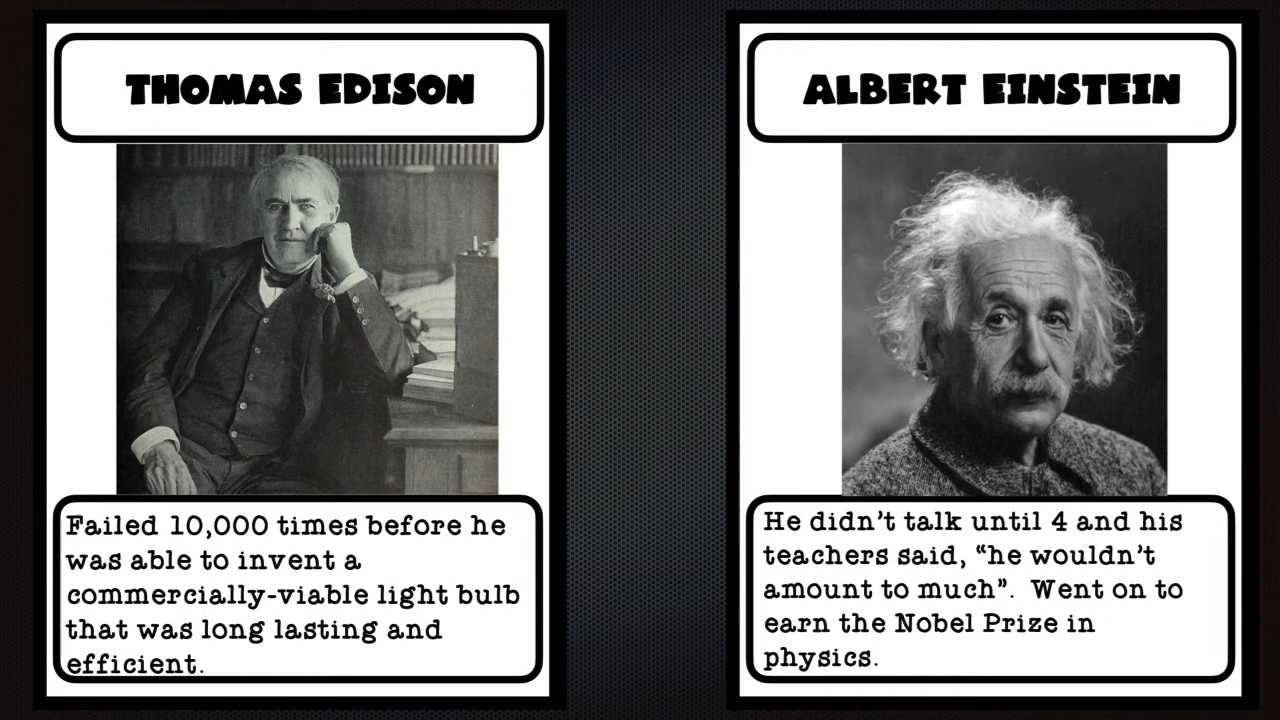 THOMAS EDISON
Failed 10,000 times before he
was able to invent a
commercially-viable light bulb
that was long lasting and
efficient.
ALBERT EINSTEIN
He didn't talk until 4 and his
teachers said, “he wouldn't
amount to much”.  Went on to
earn the Nobel Prize in
physics.